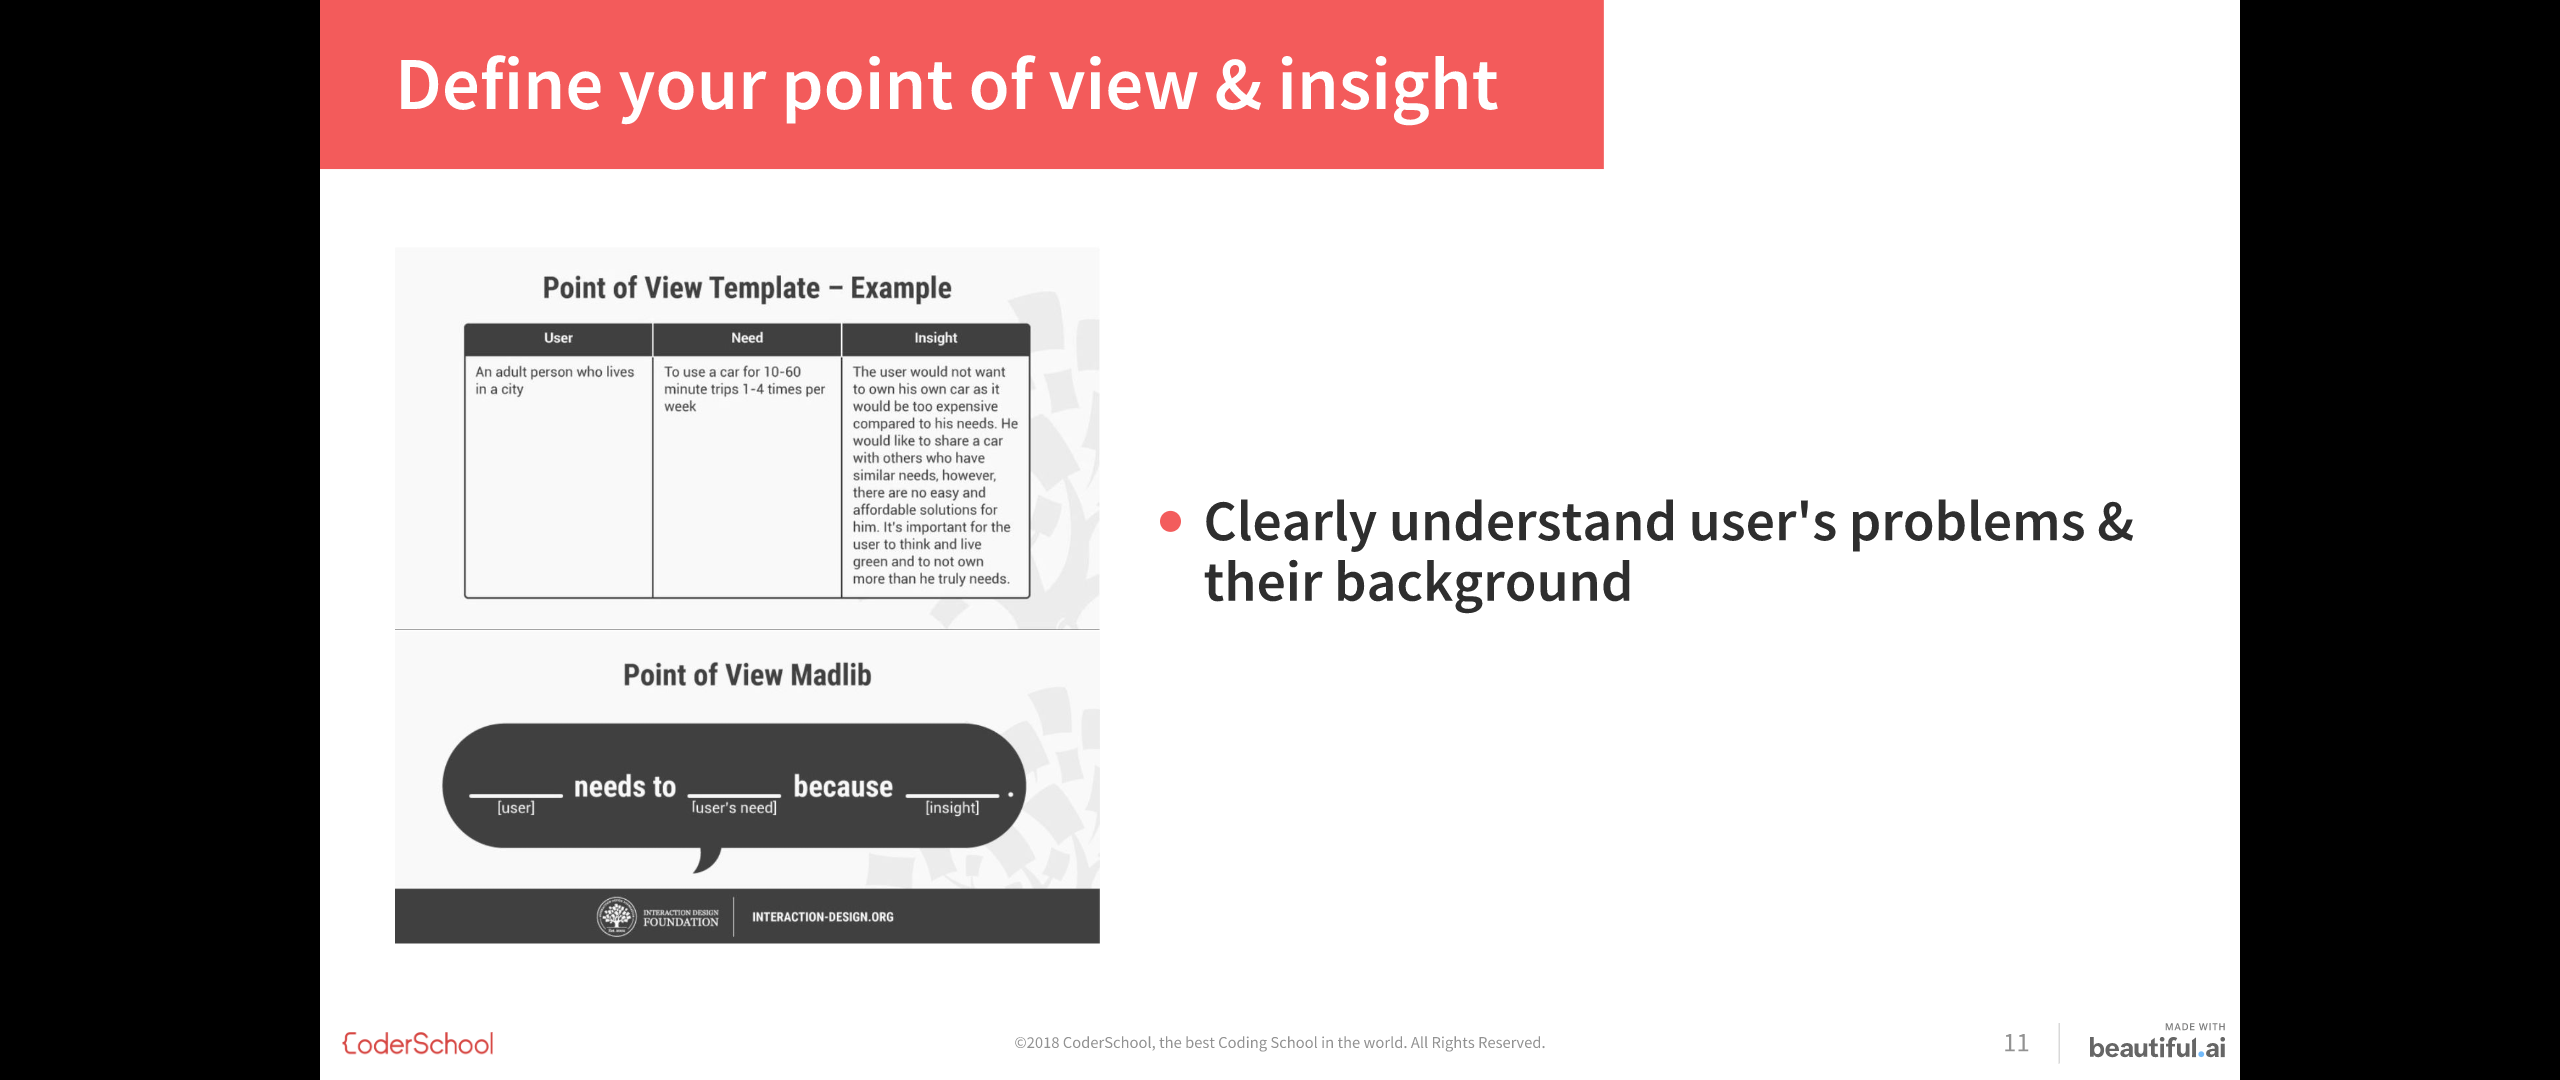 Define your point of view & insight
Point of View Template – Example
User
Need
Insight
An adult person who lives
in a city
To use a car for 10-60
minute trips 1-4 times per
week
The user would not want
to own his own car as it
would be too expensive
compared to his needs. He
would like to share a car
with others who have
similar needs, however,
there are no easy and
affordable solutions for
him. It's important for the
user to think and live
green and to not own
more than he truly needs.
Point of View Madlib
________ needs to ________ because ________ .
[user] [user's need] [insight]
INTERACTION DESIGN
FOUNDATION
INTERACTION-DESIGN.ORG
Clearly understand user's problems &
their background
CoderSchool
©2018 CoderSchool, the best Coding School in the world. All Rights Reserved.
11
MADE WITH
beautiful.ai